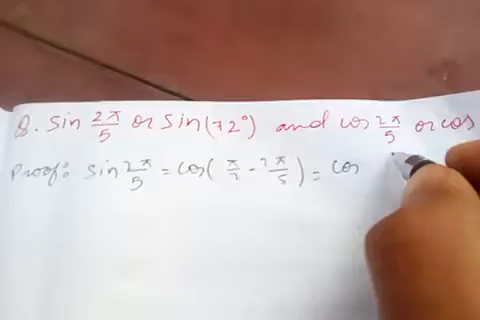 8. sin 2π/5 or sin(72°) and cos 2π/5 or cos
Proof: sin 2π/5 = cos(π/2 - 2π/5) = cos